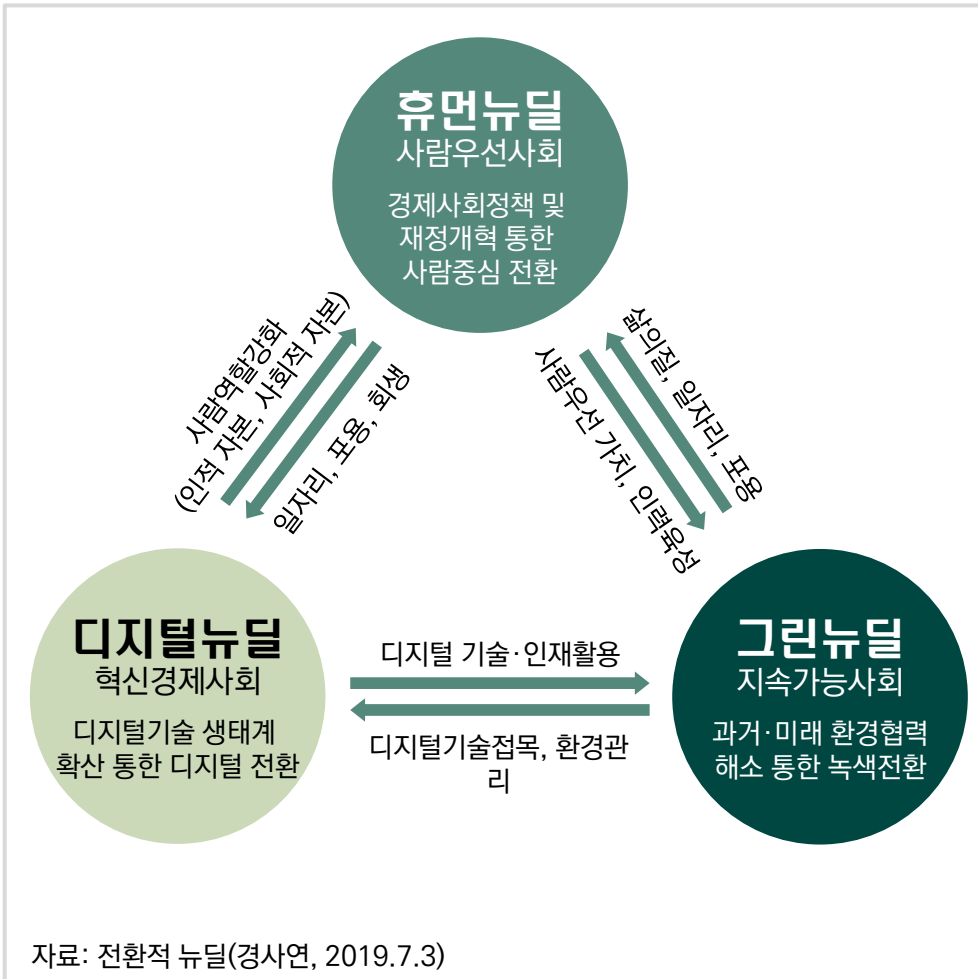 휴먼뉴딜
사람우선사회
경제사회정책 및
재정개혁 통한
사람중심 전환
사람역할강화
(인적 자본, 사회적 자본)
일자리, 포용, 회생
사람우선 가치, 인력육성
삶의질, 일자리, 포용
디지털뉴딜
혁신경제사회
디지털기술 생태계
확산 통한 디지털 전환
디지털 기술·인재활용
디지털기술접목, 환경관
리
그린뉴딜
지속가능사회
과거·미래 환경협력
해소 통한 녹색전환
자료: 전환적 뉴딜(경사연, 2019.7.3)